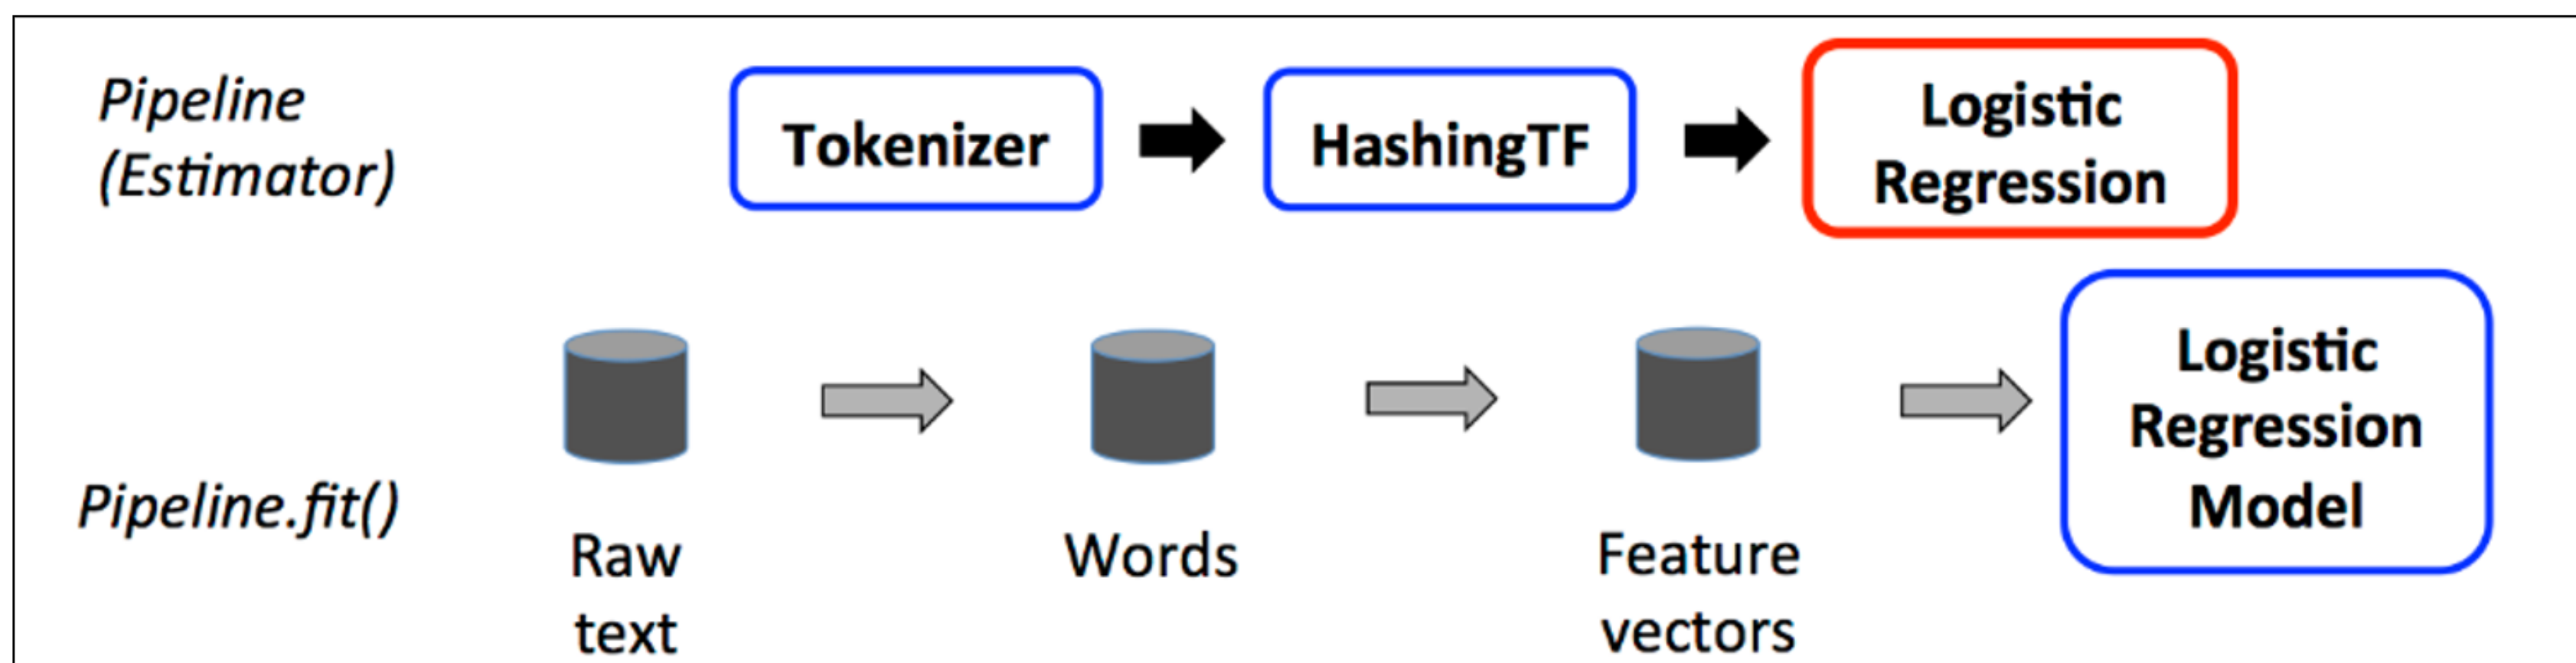 Pipeline
(Estimator)
Tokenizer
HashingTF
Logistic
Regression
Pipeline.fit()
Raw
text
Words
Feature
vectors
Logistic
Regression
Model